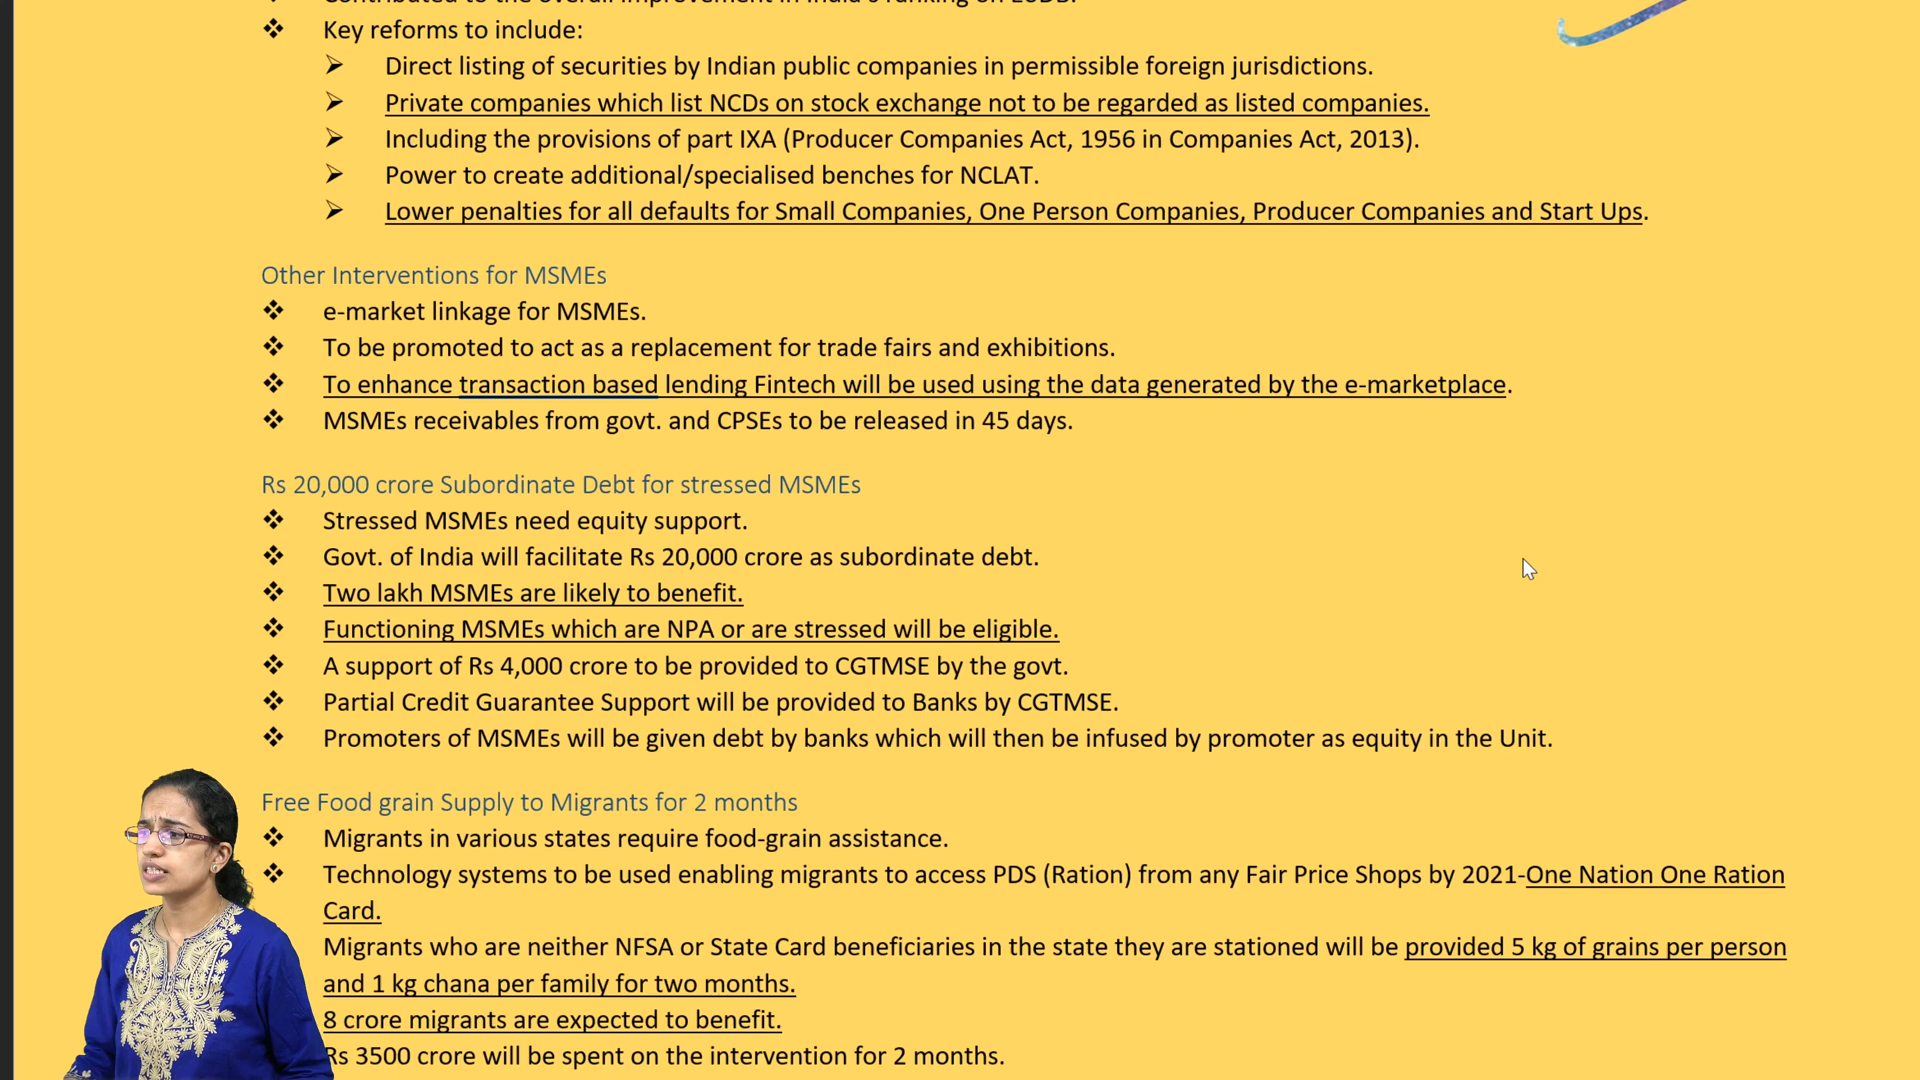 Contributed to the overall improvement in India's ranking on EODB.
❖ Key reforms to include:
➢ Direct listing of securities by Indian public companies in permissible foreign jurisdictions.
➢ Private companies which list NCDs on stock exchange not to be regarded as listed companies.
➢ Including the provisions of part IXA (Producer Companies Act, 1956 in Companies Act, 2013).
➢ Power to create additional/specialised benches for NCLAT.
➢ Lower penalties for all defaults for Small Companies, One Person Companies, Producer Companies and Start Ups.
Other Interventions for MSMEs
❖ e-market linkage for MSMEs.
❖ To be promoted to act as a replacement for trade fairs and exhibitions.
❖ To enhance transaction based lending Fintech will be used using the data generated by the e-marketplace.
❖ MSMEs receivables from govt. and CPSEs to be released in 45 days.
Rs 20,000 crore Subordinate Debt for stressed MSMEs
❖ Stressed MSMEs need equity support.
❖ Govt. of India will facilitate Rs 20,000 crore as subordinate debt.
❖ Two lakh MSMEs are likely to benefit.
❖ Functioning MSMEs which are NPA or are stressed will be eligible.
❖ A support of Rs 4,000 crore to be provided to CGTMSE by the govt.
❖ Partial Credit Guarantee Support will be provided to Banks by CGTMSE.
❖ Promoters of MSMEs will be given debt by banks which will then be infused by promoter as equity in the Unit.
Free Food grain Supply to Migrants for 2 months
❖ Migrants in various states require food-grain assistance.
❖ Technology systems to be used enabling migrants to access PDS (Ration) from any Fair Price Shops by 2021-One Nation One Ration
Card.
Migrants who are neither NFSA or State Card beneficiaries in the state they are stationed will be provided 5 kg of grains per person
and 1 kg chana per family for two months.
8 crore migrants are expected to benefit.
Rs 3500 crore will be spent on the intervention for 2 months.